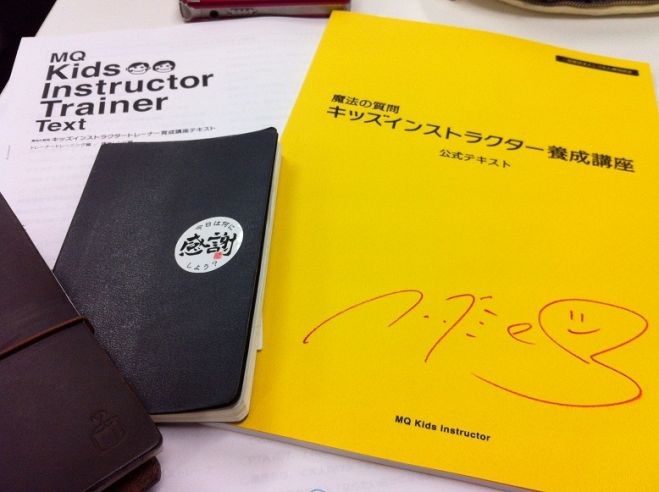 MQ
Kids
Instructor
Trainer
Text
キッズインストラクタートレーナー養成講座テキスト
今日は何に
感謝
しよう?
魔法の質問
キッズインストラクター養成講座
公式テキスト
MQ Kids Instructor